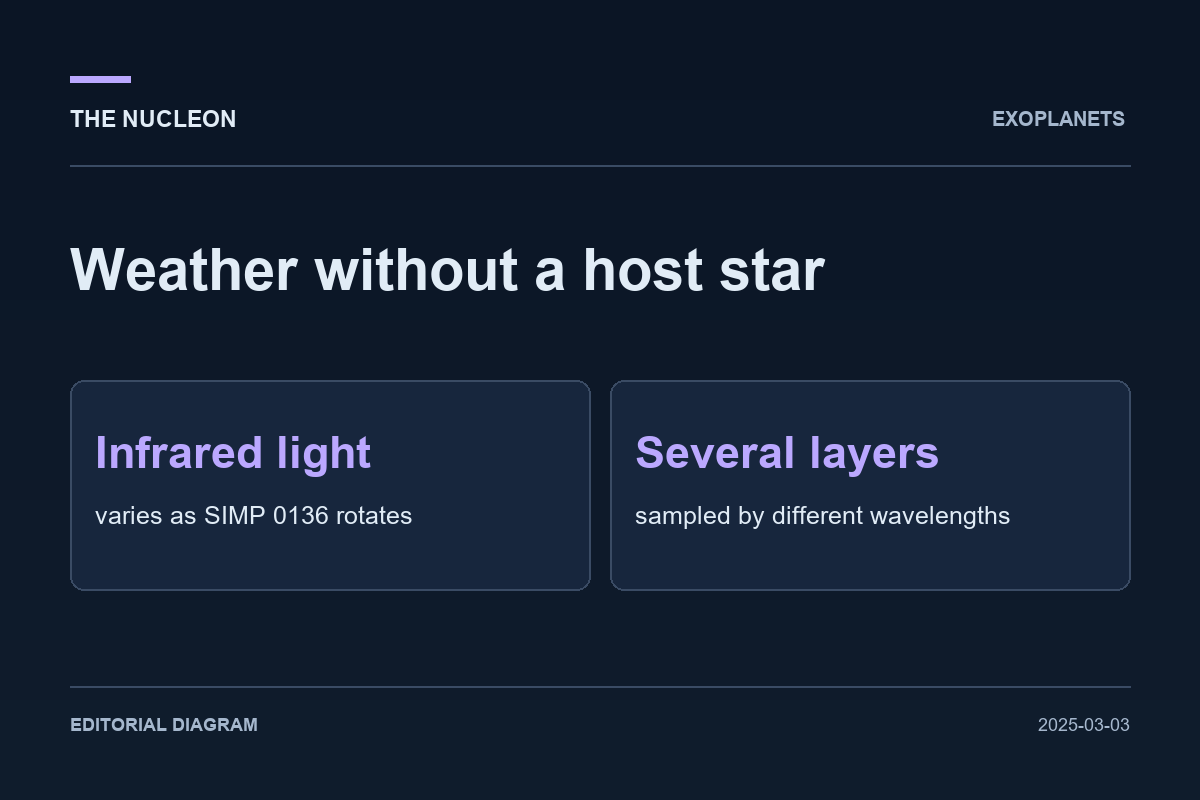 THE NUCLEON
EXOPLANETS
Weather without a host star
Infrared light
varies as SIMP 0136 rotates
Several layers
sampled by different wavelengths
EDITORIAL DIAGRAM
2025-03-03